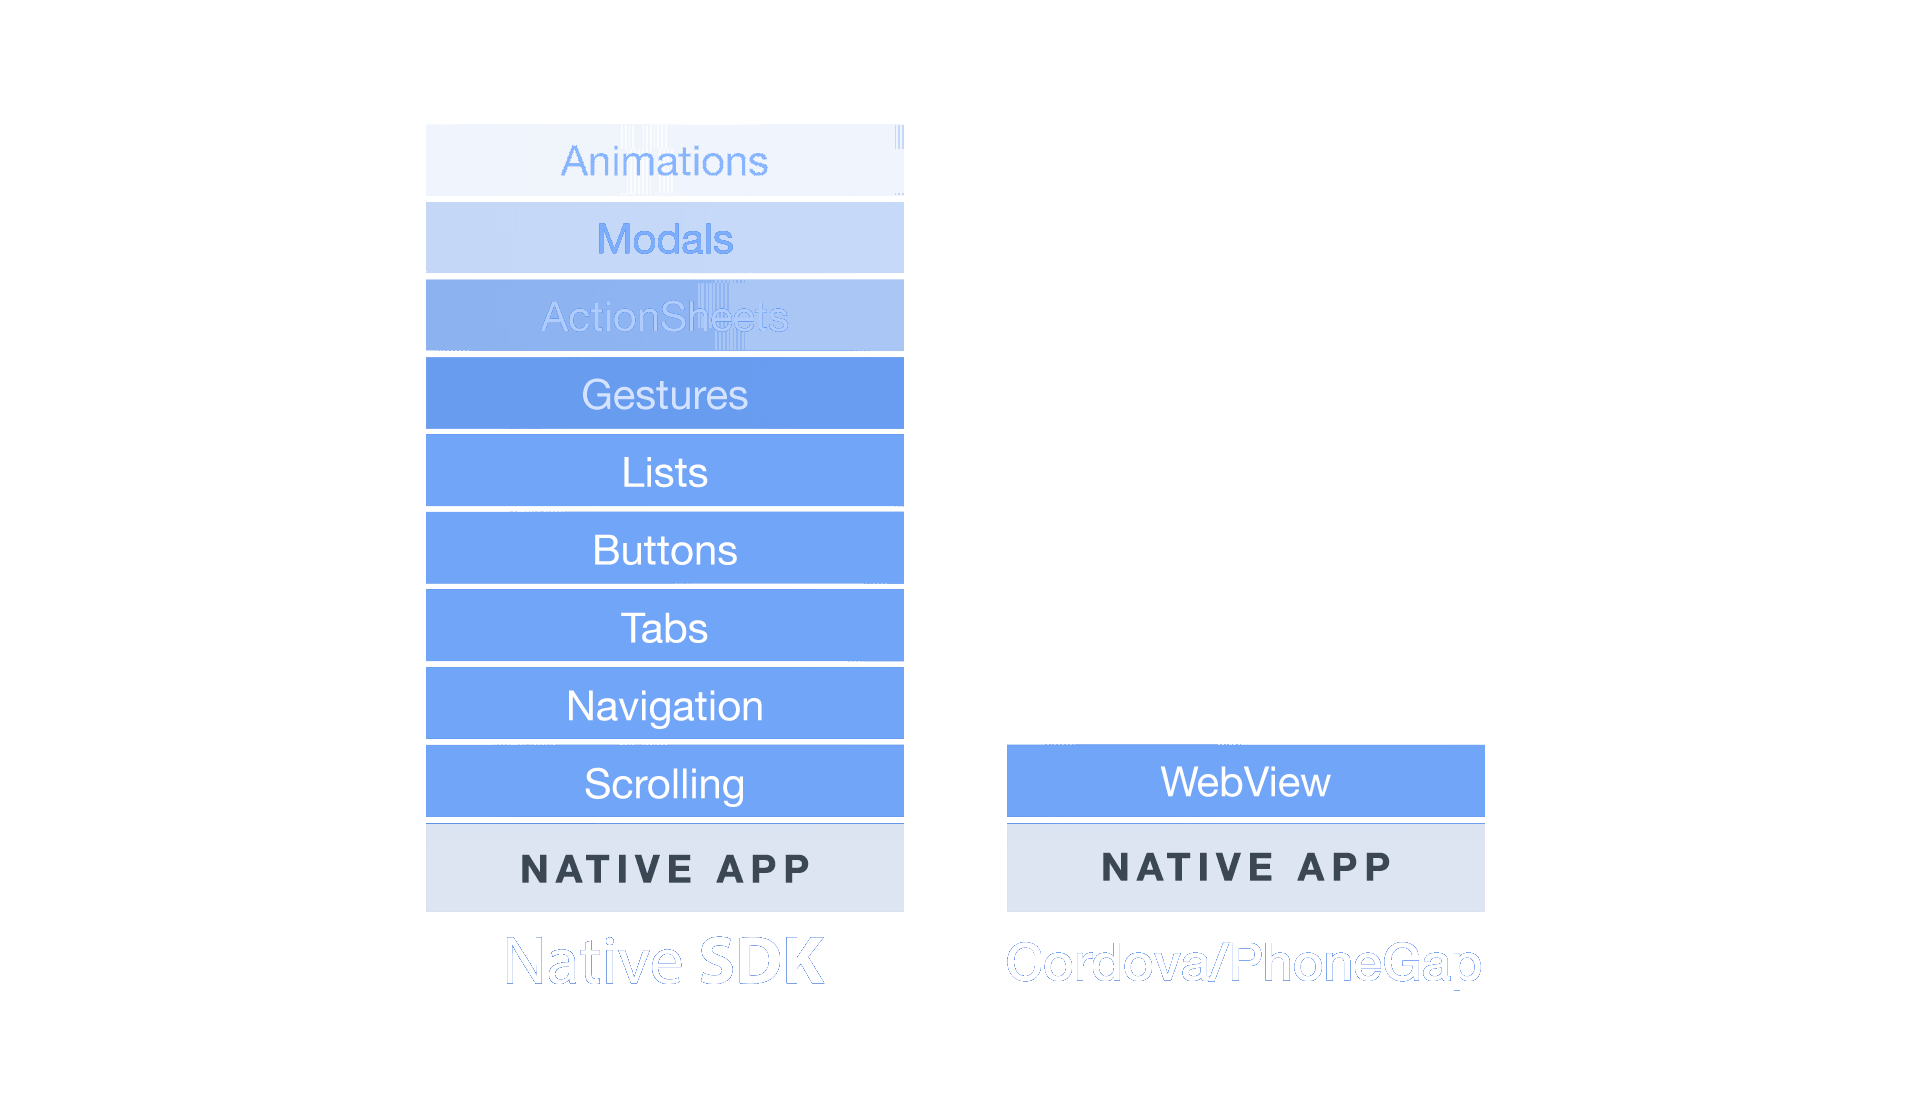 Animations
Modals
ActionSheets
Gestures
Lists
Buttons
Tabs
Navigation
Scrolling
NATIVE APP
Native SDK
WebView
NATIVE APP
Cordova/PhoneGap